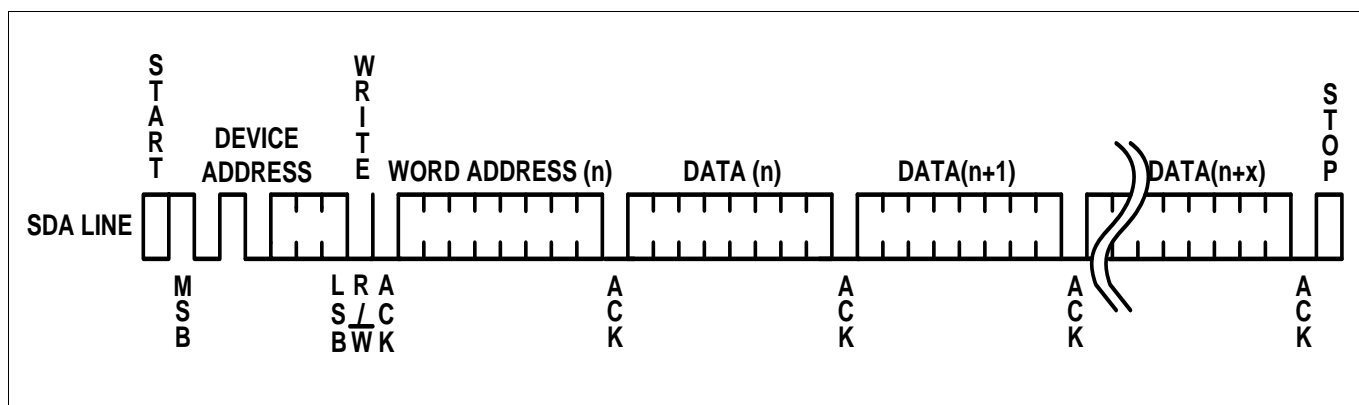 START
WRITE
STOP
DEVICE
ADDRESS
WORD ADDRESS (n)
DATA (n)
DATA(n+1)
DATA(n+x)
SDA LINE
MSB
LSB
R/W
ACK
ACK
ACK
ACK
ACK